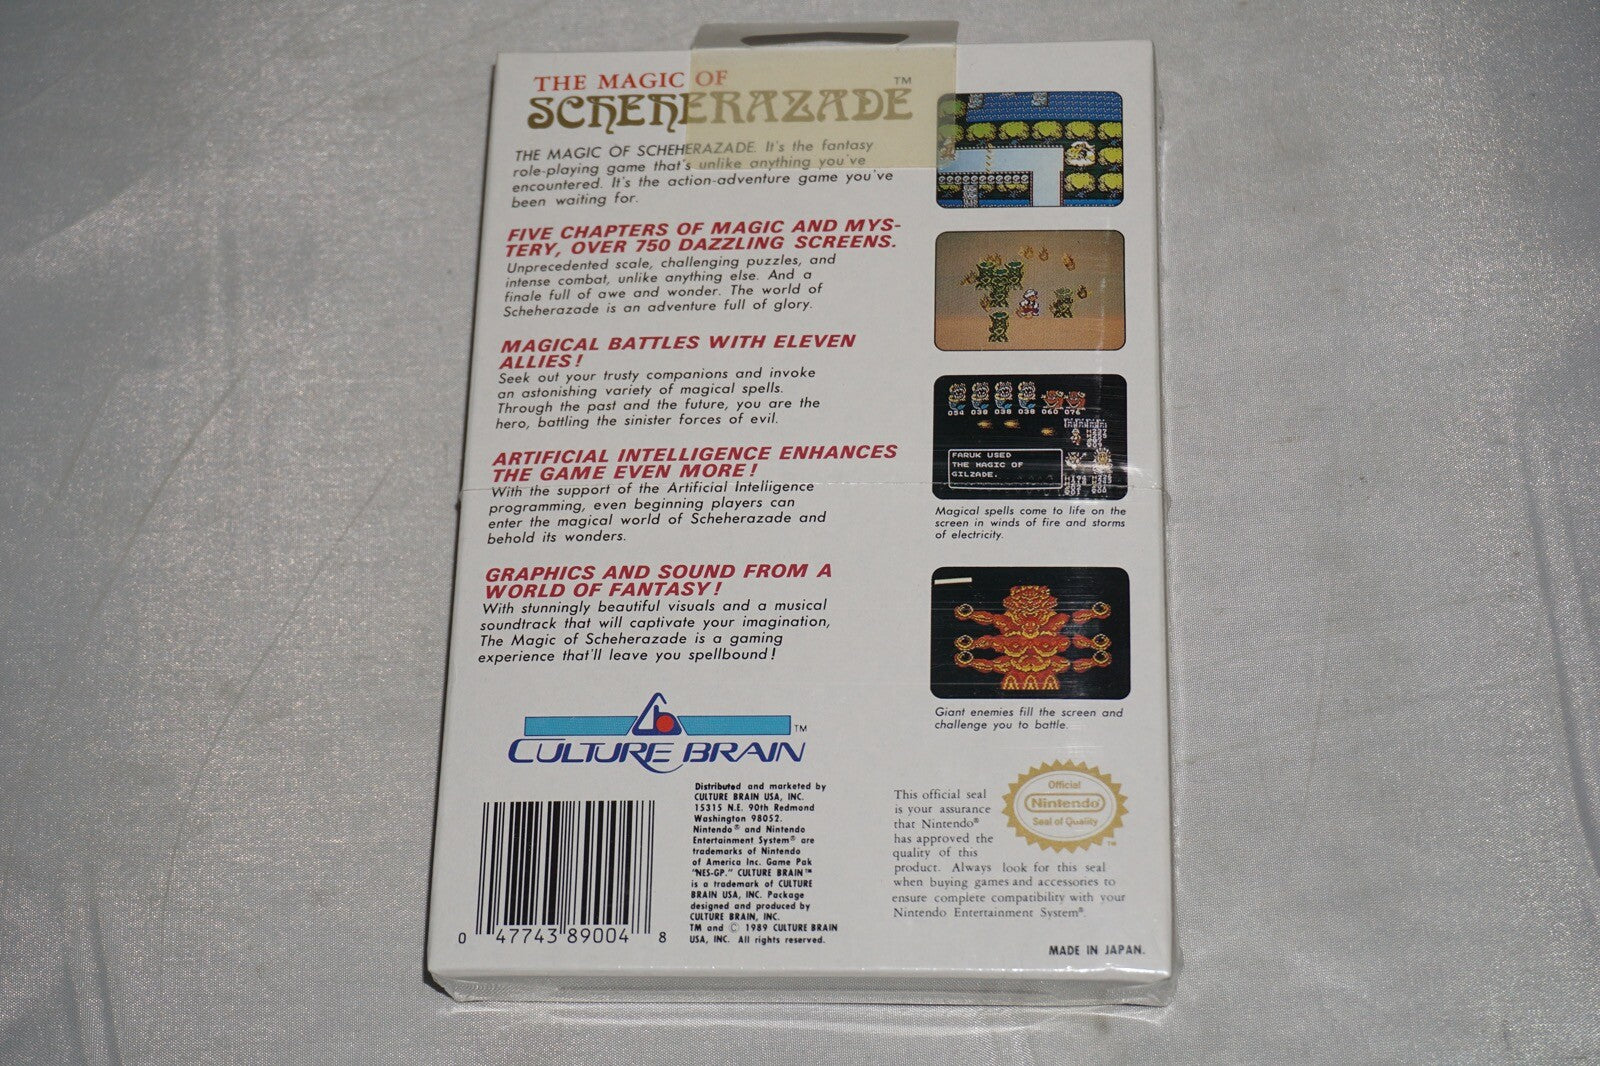 THE MAGIC OF
SCHEHERAZADE™
THE MAGIC OF SCHEHERAZADE. It's the fantasy
role-playing game that's unlike anything you've
encountered. It's the action-adventure game you've
been waiting for.
FIVE CHAPTERS OF MAGIC AND MYS-
TERY, OVER 750 DAZZLING SCREENS.
Unprecedented scale, challenging puzzles, and
intense combat, unlike anything else. And a
finale full of awe and wonder. The world of
Scheherazade is an adventure full of glory.
MAGICAL BATTLES WITH ELEVEN
ALLIES!
Seek out your trusty companions and invoke
an astonishing variety of magical spells.
Through the past and the future, you are the
hero, battling the sinister forces of evil.
ARTIFICIAL INTELLIGENCE ENHANCES
THE GAME EVEN MORE!
With the support of the Artificial Intelligence
programming, even beginning players can
enter the magical world of Scheherazade and
behold its wonders.
GRAPHICS AND SOUND FROM A
WORLD OF FANTASY!
With stunningly beautiful visuals and a musical
soundtrack that will captivate your imagination,
The Magic of Scheherazade is a gaming
experience that'll leave you spellbound!
054 038 038 038 060 076
FARUK USED
THE MAGIC OF
GILZADE.
Magical spells come to life on the
screen in winds of fire and storms
of electricity.
Giant enemies fill the screen and
challenge you to battle.
CULTURE BRAIN™
Distributed and marketed by
CULTURE BRAIN USA, INC.
15315 N.E. 90th Redmond
Washington 98052.
Nintendo® and Nintendo
Entertainment System® are
trademarks of Nintendo
of America Inc. Game Pak
"NES-GP." CULTURE BRAIN™
is a trademark of CULTURE
BRAIN USA, INC. Package
designed and produced by
CULTURE BRAIN, INC.
TM and © 1989 CULTURE BRAIN
USA, INC. All rights reserved.
0 47743 89004 8
This official seal
is your assurance
that Nintendo®
has approved the
quality of this
product. Always look for this seal
when buying games and accessories to
ensure complete compatibility with your
Nintendo Entertainment System®.
Official
Nintendo
Seal of Quality
TM
MADE IN JAPAN.